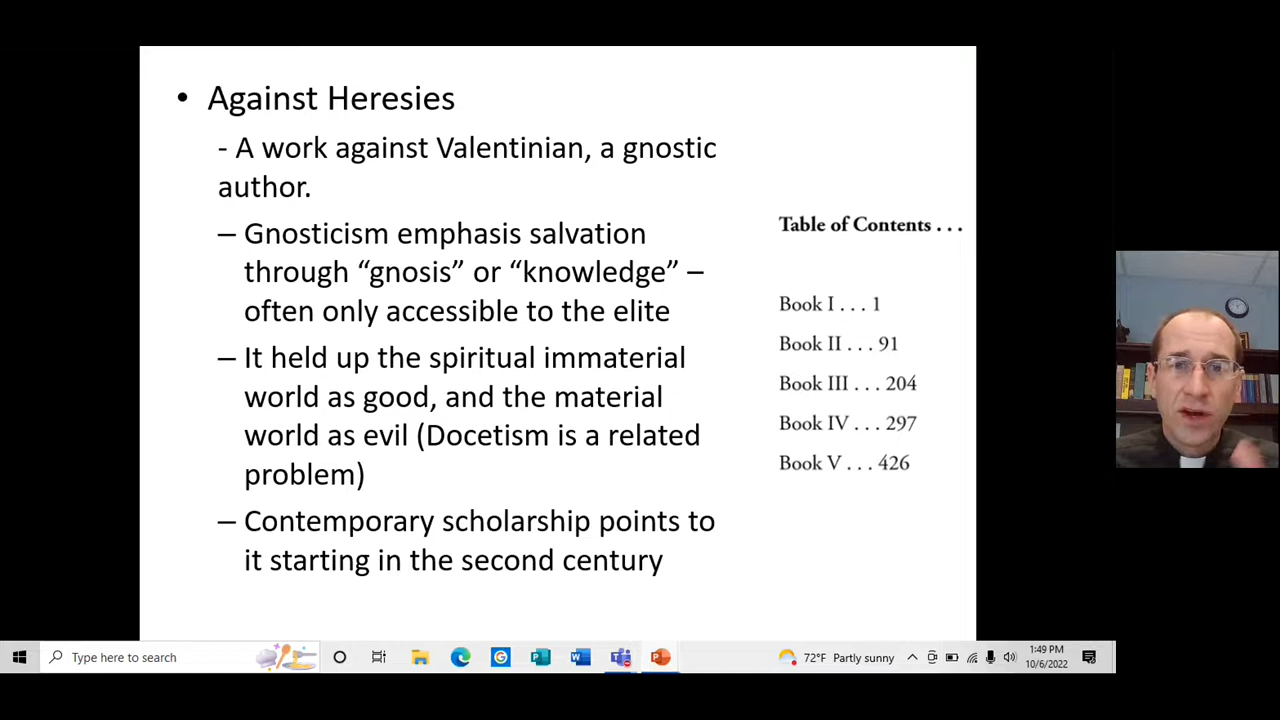 • Against Heresies
- A work against Valentinian, a gnostic
author.
– Gnosticism emphasis salvation
through “gnosis” or “knowledge” –
often only accessible to the elite
– It held up the spiritual immaterial
world as good, and the material
world as evil (Docetism is a related
problem)
– Contemporary scholarship points to
it starting in the second century
Table of Contents . . .
Book I . . . 1
Book II . . . 91
Book III . . . 204
Book IV . . . 297
Book V . . . 426
Type here to search
72°F Partly sunny
1:49 PM
10/6/2022